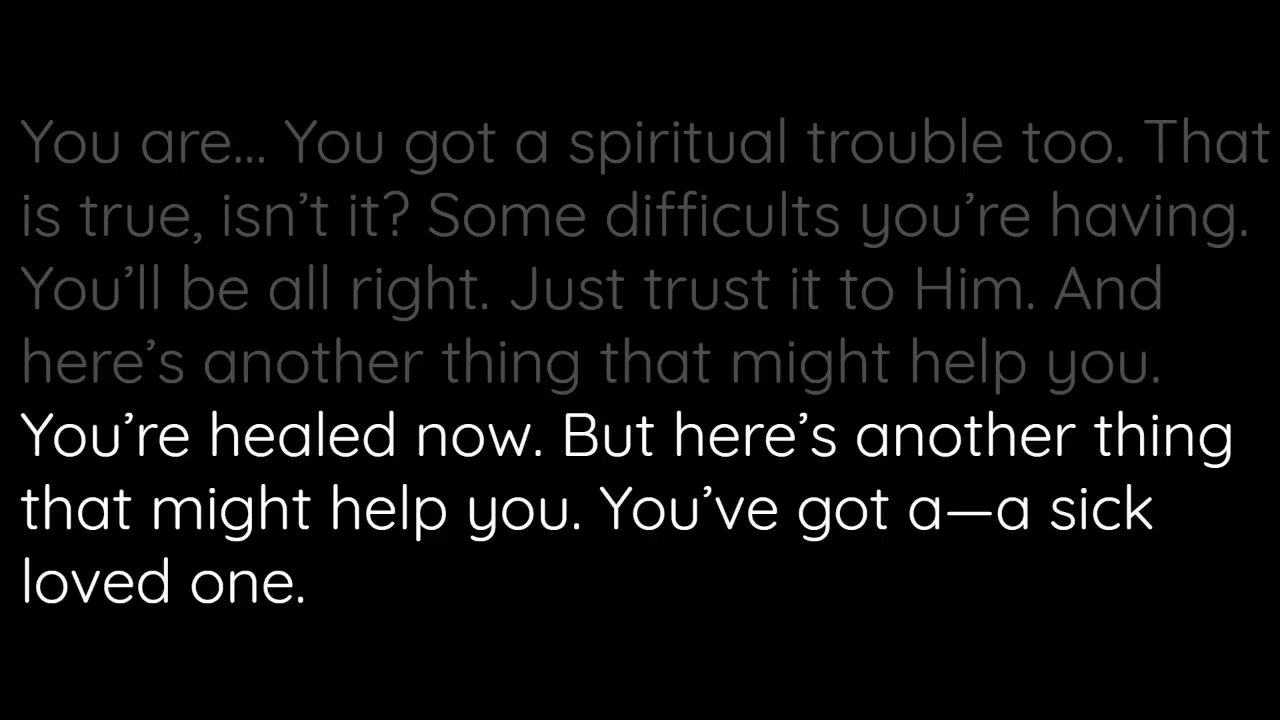 You are... You got a spiritual trouble too. That
is true, isn’t it? Some difficults you’re having.
You’ll be all right. Just trust it to Him. And
here’s another thing that might help you.
You’re healed now. But here’s another thing
that might help you. You’ve got a—a sick
loved one.